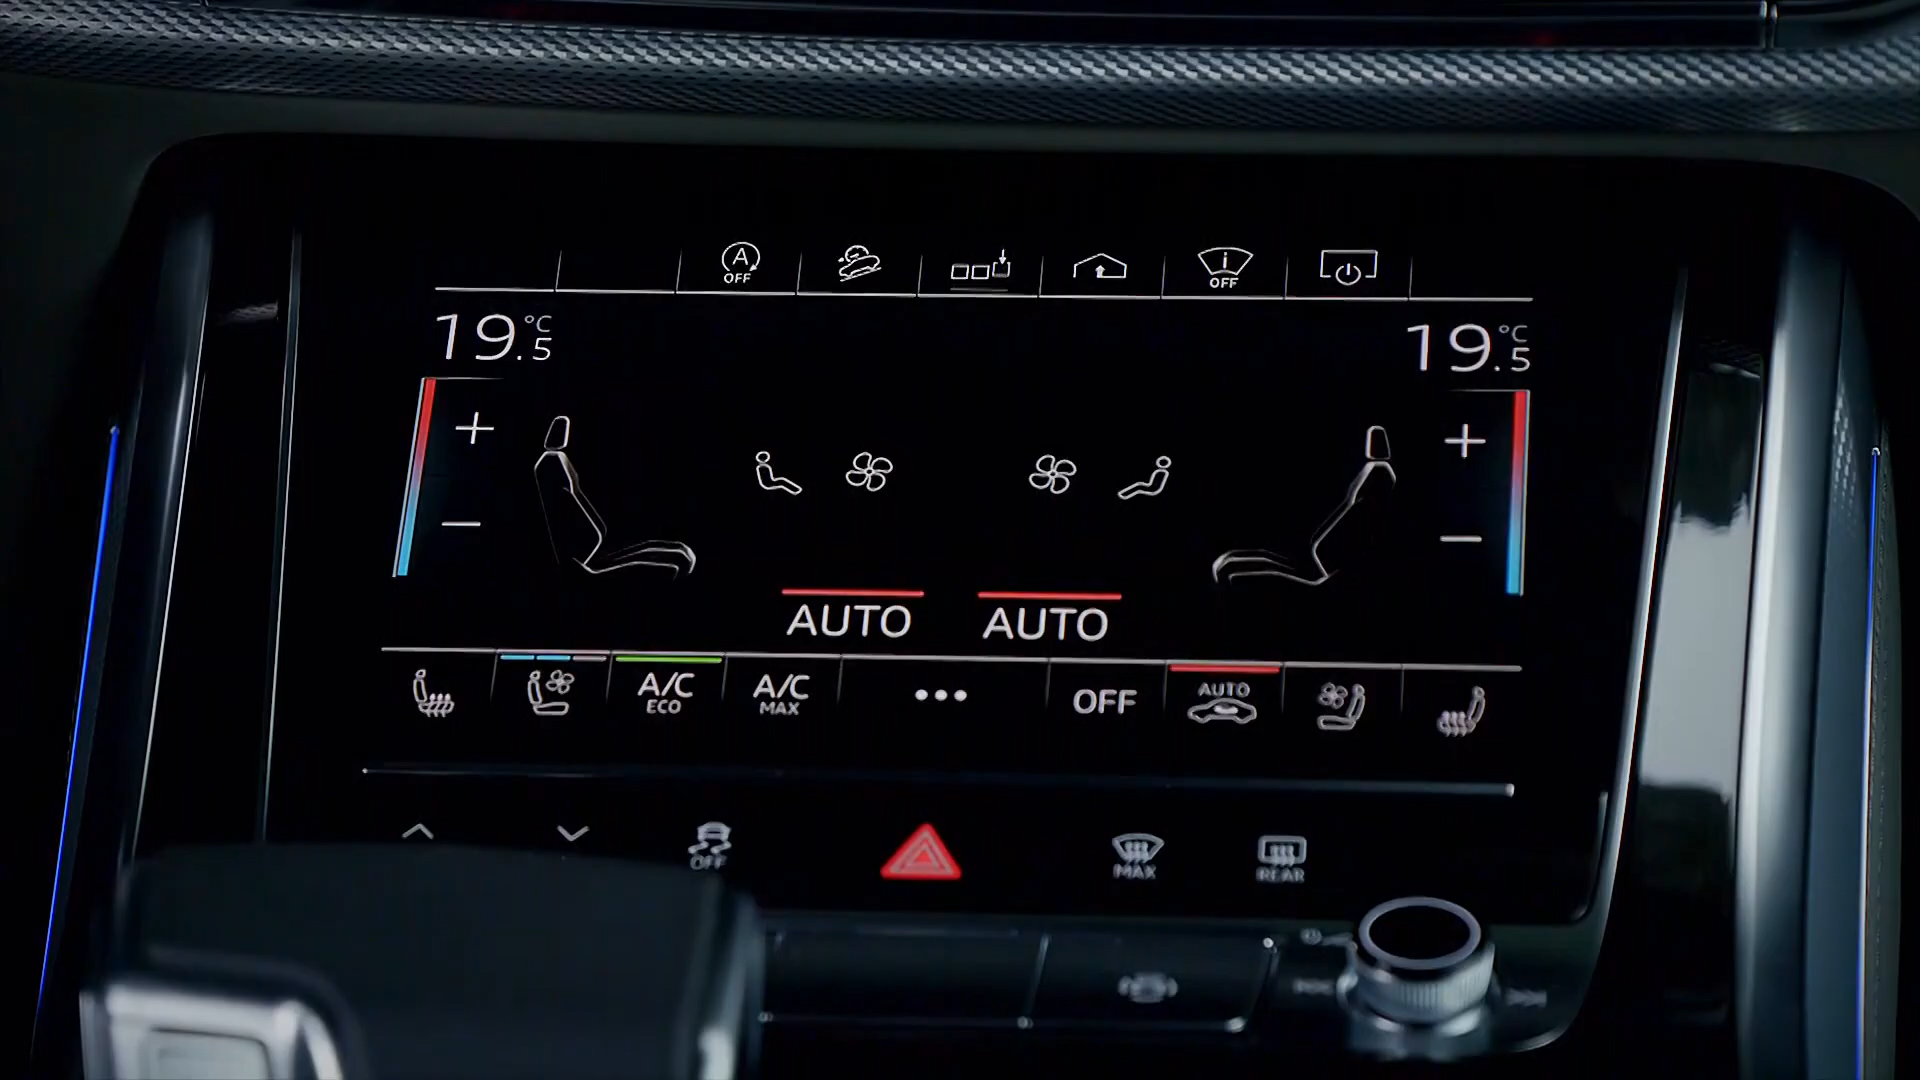 A
OFF
i
OFF
19.5 °C
19.5 °C
AUTO
AUTO
A/C
ECO
A/C
MAX
OFF
AUTO
OFF
MAX
REAR